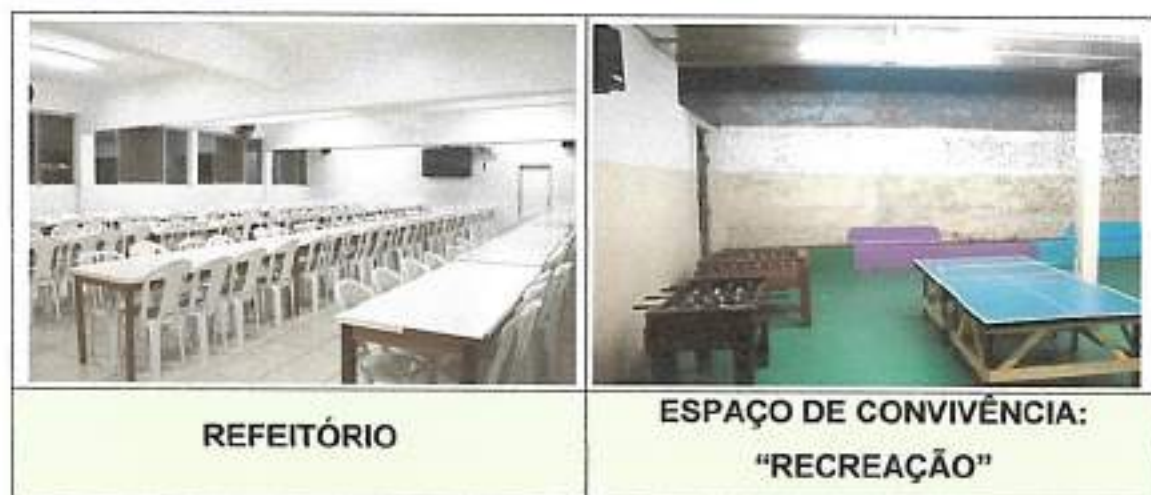 REFEITÓRIO
ESPAÇO DE CONVIVÊNCIA:
“RECREAÇÃO”